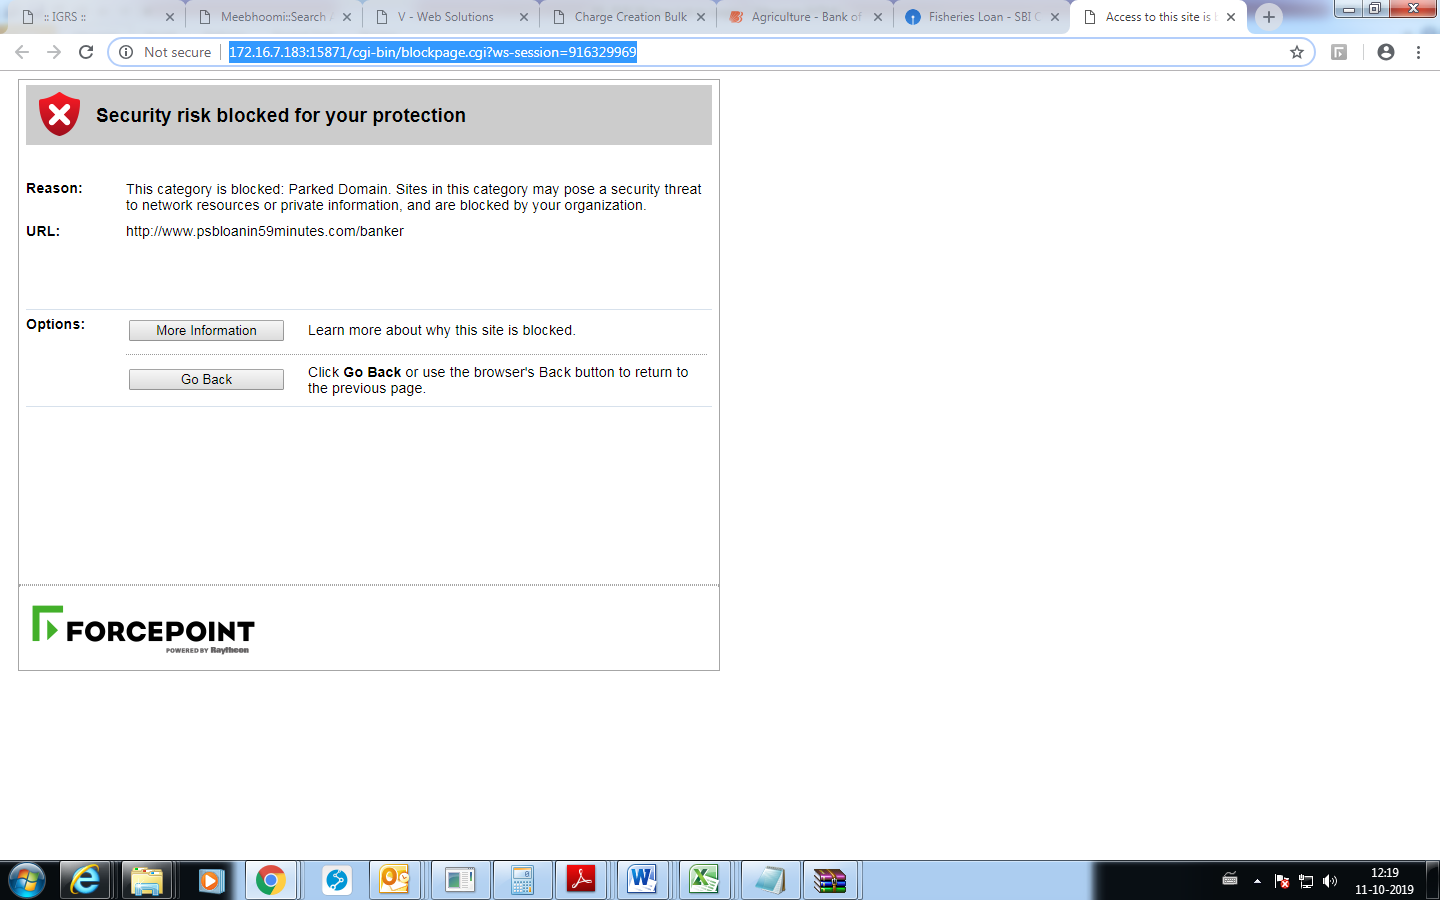 :: IGRS ::
Meebhoomi::Search
V - Web Solutions
Charge Creation Bulk
Agriculture - Bank of
Fisheries Loan - SBI
Access to this site is
Not secure
172.16.7.183:15871/cgi-bin/blockpage.cgi?ws-session=916329969
Security risk blocked for your protection
Reason:
This category is blocked: Parked Domain. Sites in this category may pose a security threat
to network resources or private information, and are blocked by your organization.
URL:
http://www.psbloanin59minutes.com/banker
Options:
More Information
Learn more about why this site is blocked.
Go Back
Click Go Back or use the browser's Back button to return to
the previous page.
FORCEPOINT
POWERED BY Raytheon
12:19
11-10-2019